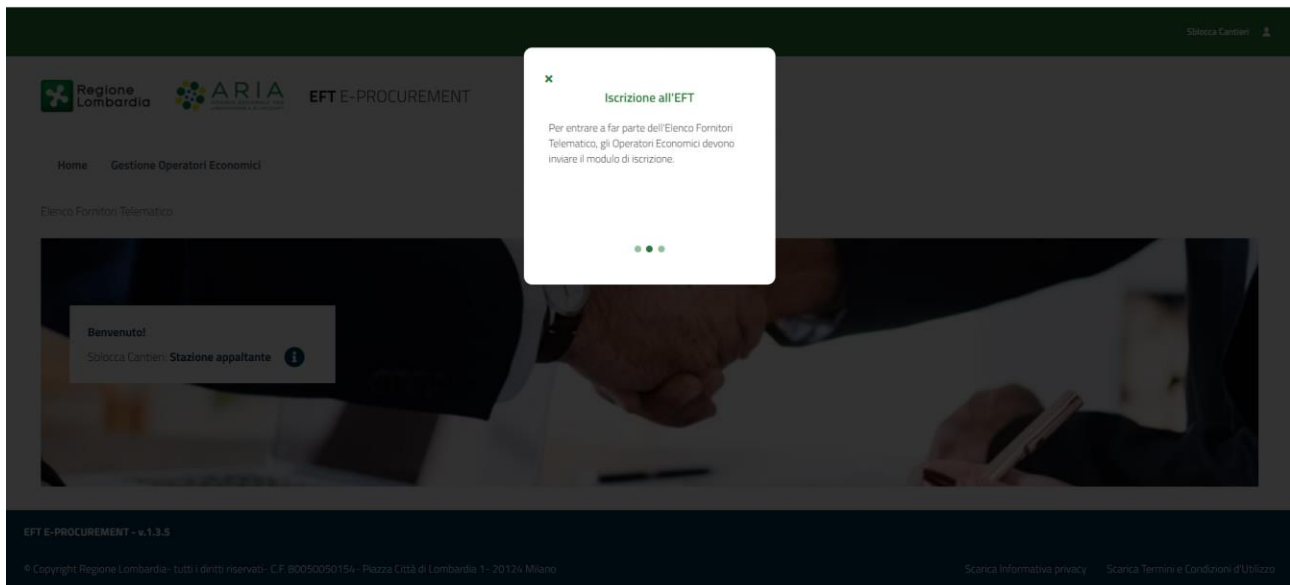 Sblocca Cantieri
Regione
Lombardia
ARIA
EFT E-PROCUREMENT
Home Gestione Operatori Economici
Elenco Fornitori Telematico
×
Iscrizione all'EFT
Per entrare a far parte dell'Elenco Fornitori
Telematico, gli Operatori Economici devono
inviare il modulo di iscrizione.
Benvenuto!
Sblocca Cantieri: Stazione appaltante i
EFT E-PROCUREMENT - v.1.3.5
© Copyright Regione Lombardia- tutti i diritti riservati- C.F. 80050050154- Piazza Città di Lombardia 1- 20124 Milano
Scarica Informativa privacy Scarica Termini e Condizioni d'Utilizzo